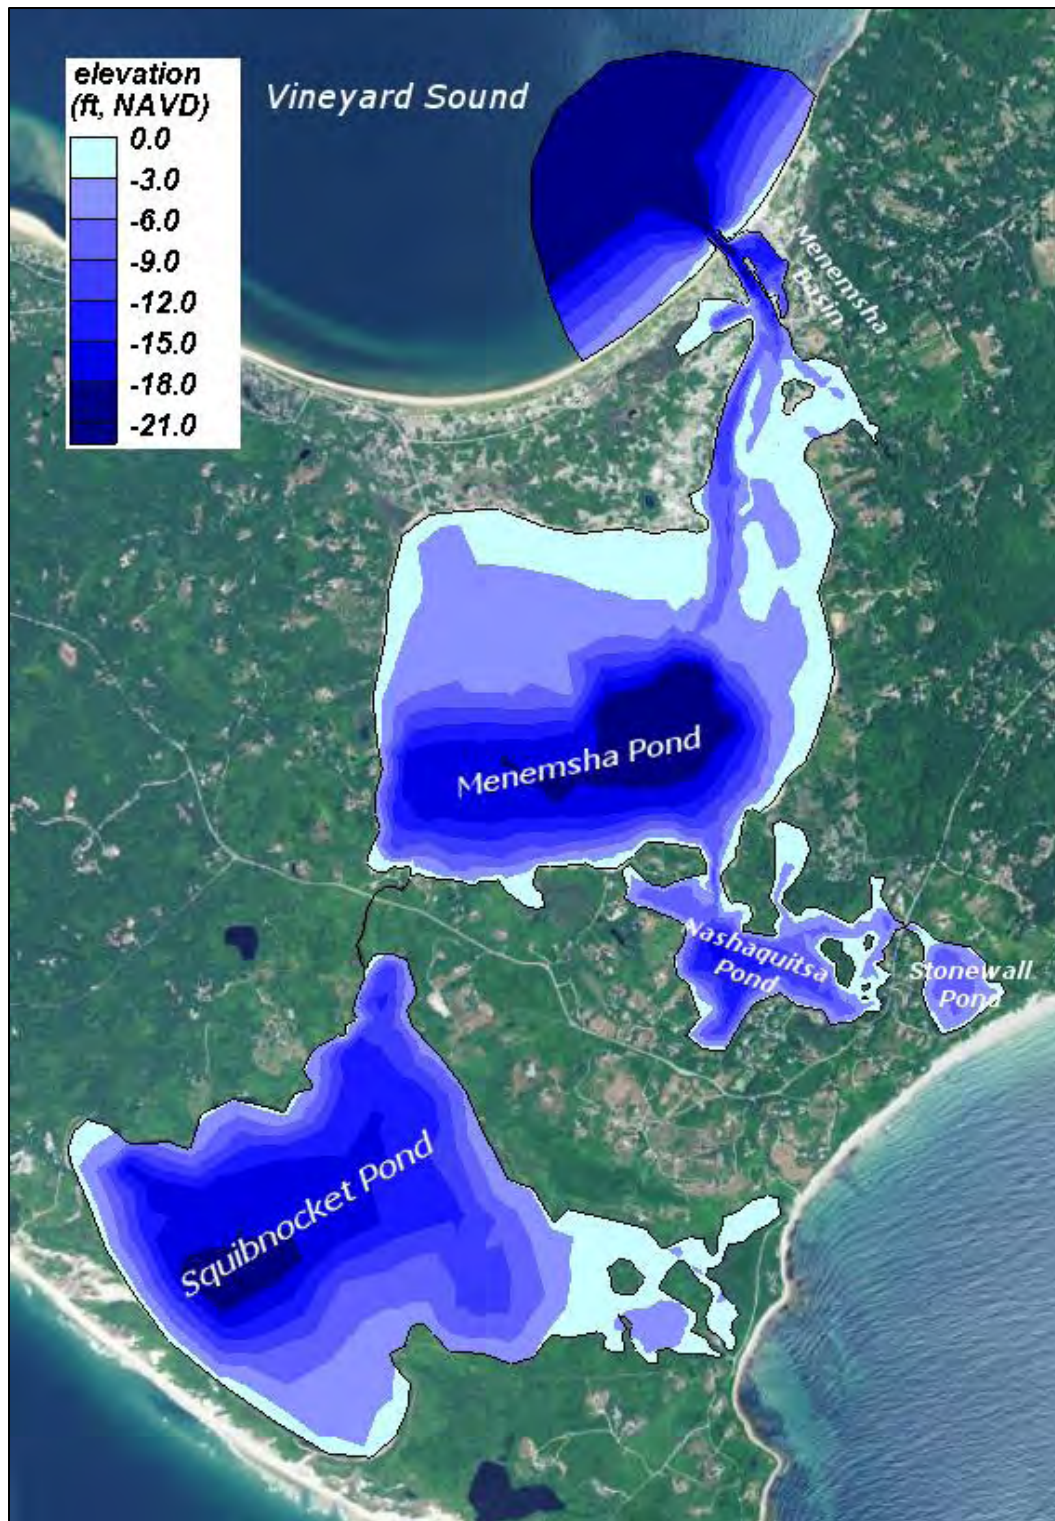 elevation
(ft, NAVD)
0.0
-3.0
-6.0
-9.0
-12.0
-15.0
-18.0
-21.0
Vineyard Sound
Menemsha
Basin
Menemsha Pond
Nashaquitsa
Pond
Stonewall
Pond
Squibnocket Pond